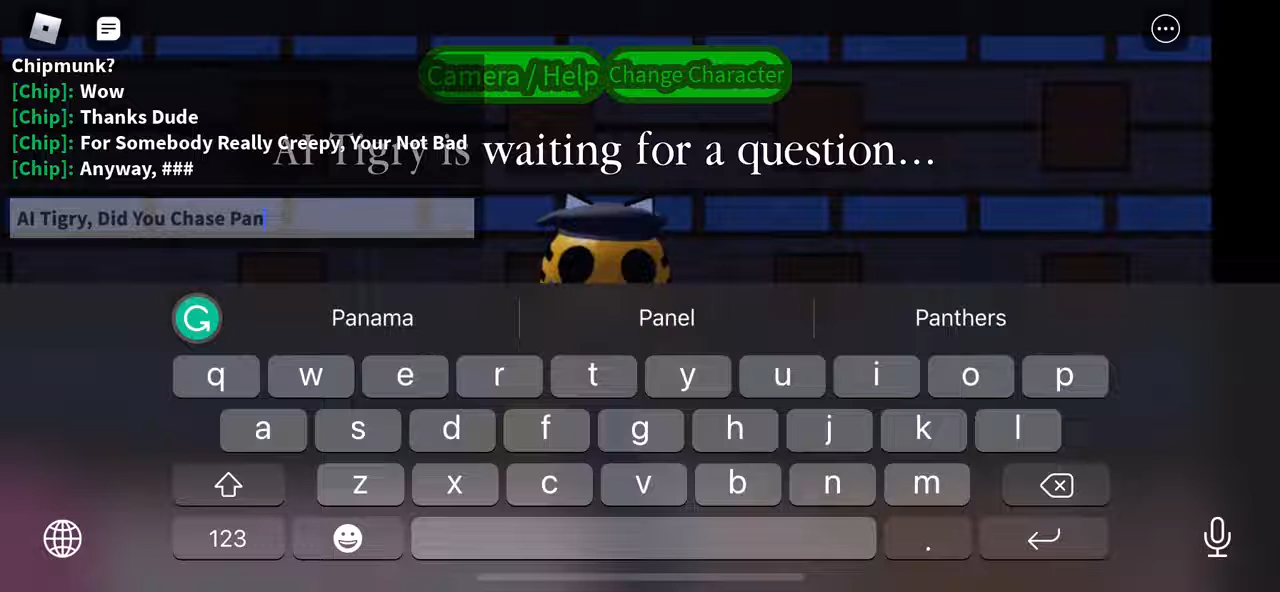 Chipmunk?
[Chip]: Wow
[Chip]: Thanks Dude
[Chip]: For Somebody Really Creepy, Your Not Bad
[Chip]: Anyway, ###
Camera / Help
Change Character
AI Tigry is waiting for a question...
AI Tigry, Did You Chase Pan
Panama
Panel
Panthers
q w e r t y u i o p
a s d f g h j k l
z x c v b n m
123
.